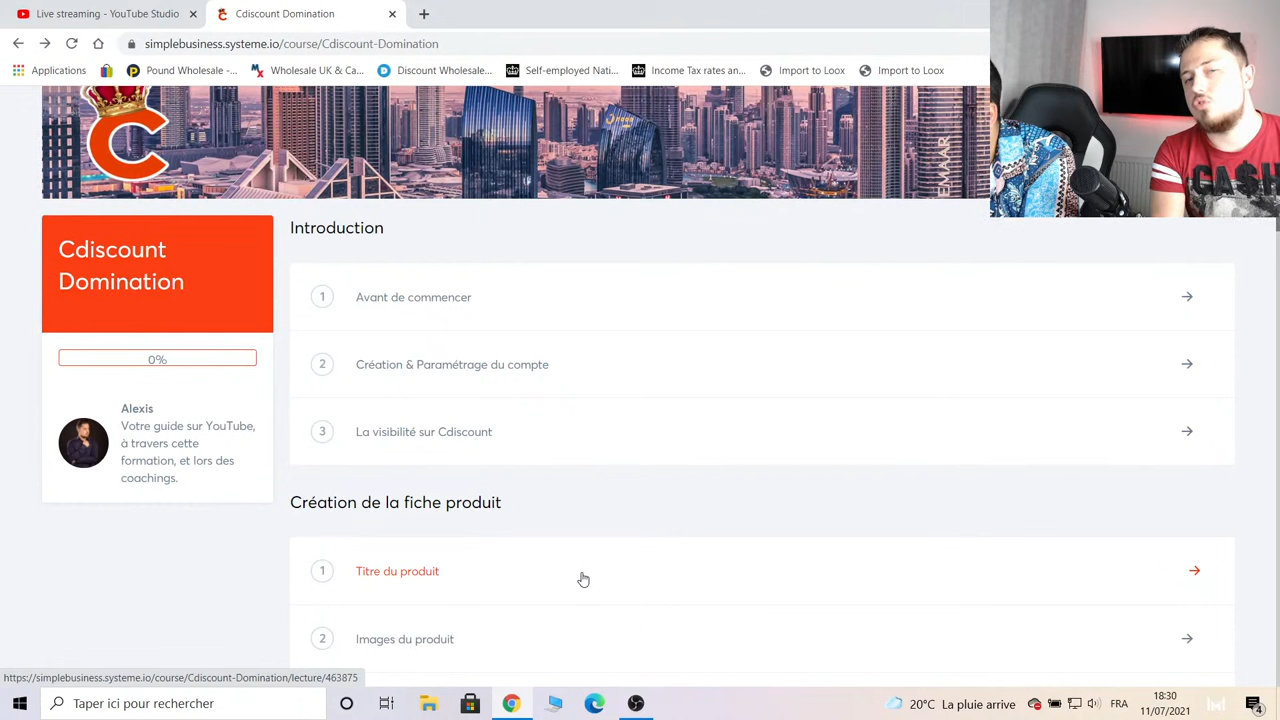 Live streaming - YouTube Studio
Cdiscount Domination
simplebusiness.systeme.io/course/Cdiscount-Domination
Applications
Pound Wholesale -...
Wholesale UK & Ca...
Discount Wholesale...
Self-employed Nati...
Income Tax rates an...
Import to Loox
Import to Loox
C
EMAAR
CA$H
Cdiscount
Domination
0%
Alexis
Votre guide sur YouTube,
à travers cette
formation, et lors des
coachings.
Introduction
1 Avant de commencer
2 Création & Paramétrage du compte
3 La visibilité sur Cdiscount
Création de la fiche produit
1 Titre du produit
2 Images du produit
https://simplebusiness.systeme.io/course/Cdiscount-Domination/lecture/463875
Taper ici pour rechercher
20°C La pluie arrive
FRA
18:30
11/07/2021
4